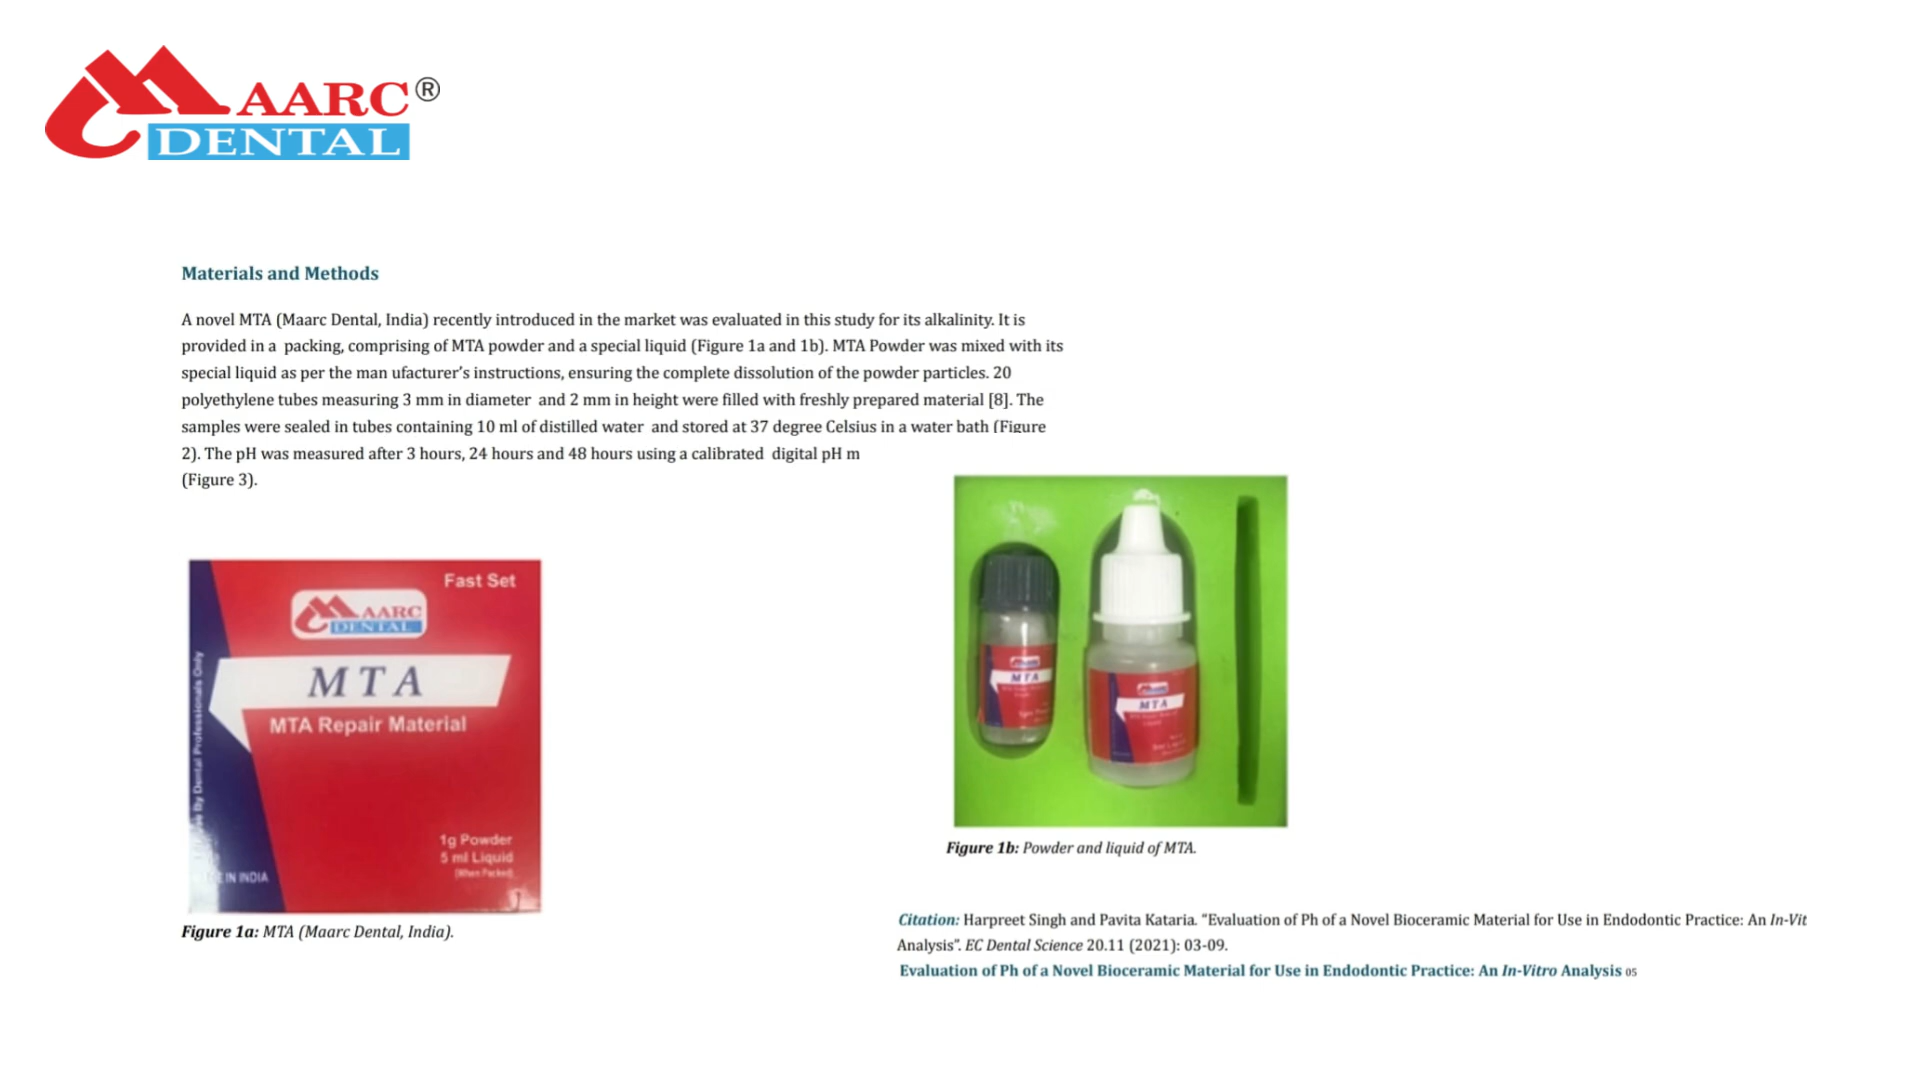 MAARC®
DENTAL
Materials and Methods
A novel MTA (Maarc Dental, India) recently introduced in the market was evaluated in this study for its alkalinity. It is
provided in a packing, comprising of MTA powder and a special liquid (Figure 1a and 1b). MTA Powder was mixed with its
special liquid as per the man ufacturer's instructions, ensuring the complete dissolution of the powder particles. 20
polyethylene tubes measuring 3 mm in diameter and 2 mm in height were filled with freshly prepared material [8]. The
samples were sealed in tubes containing 10 ml of distilled water and stored at 37 degree Celsius in a water bath (Figure
2). The pH was measured after 3 hours, 24 hours and 48 hours using a calibrated digital pH m
(Figure 3).
Fast Set
MAARC
DENTAL
MTA
MTA Repair Material
By Dental Professionals Only
1g Powder
5 ml Liquid
(When Packed)
IN INDIA
Figure 1a: MTA (Maarc Dental, India).
MTA
MTA
Figure 1b: Powder and liquid of MTA.
Citation: Harpreet Singh and Pavita Kataria. "Evaluation of Ph of a Novel Bioceramic Material for Use in Endodontic Practice: An In-Vit
Analysis". EC Dental Science 20.11 (2021): 03-09.
Evaluation of Ph of a Novel Bioceramic Material for Use in Endodontic Practice: An In-Vitro Analysis 05